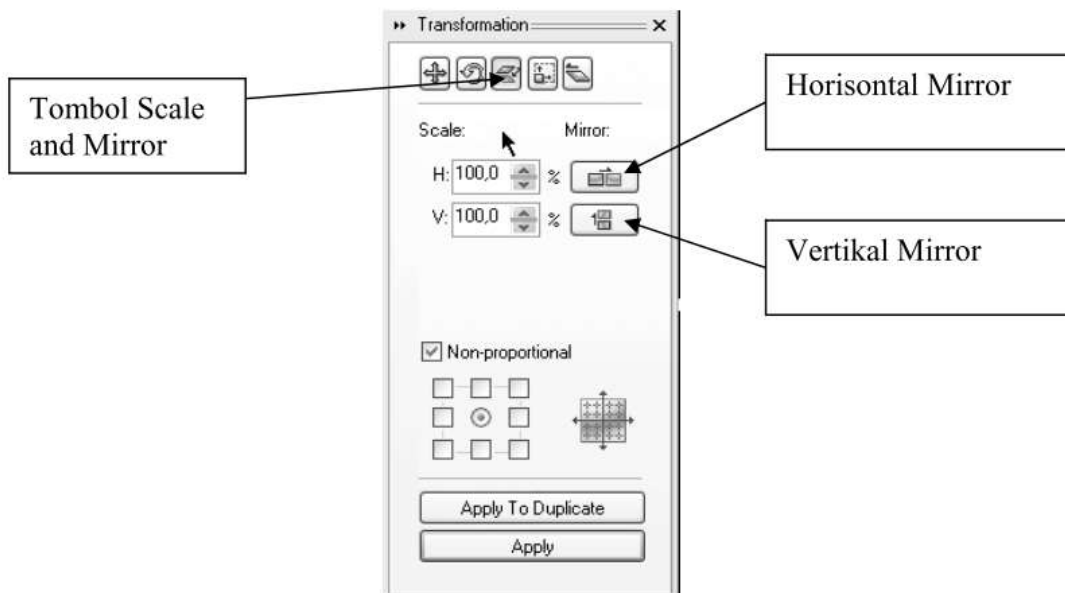 Transformation
Tombol Scale
and Mirror
Horisontal Mirror
Scale:
Mirror:
H: 100,0 %
V: 100,0 %
Vertikal Mirror
Non-proportional
Apply To Duplicate
Apply